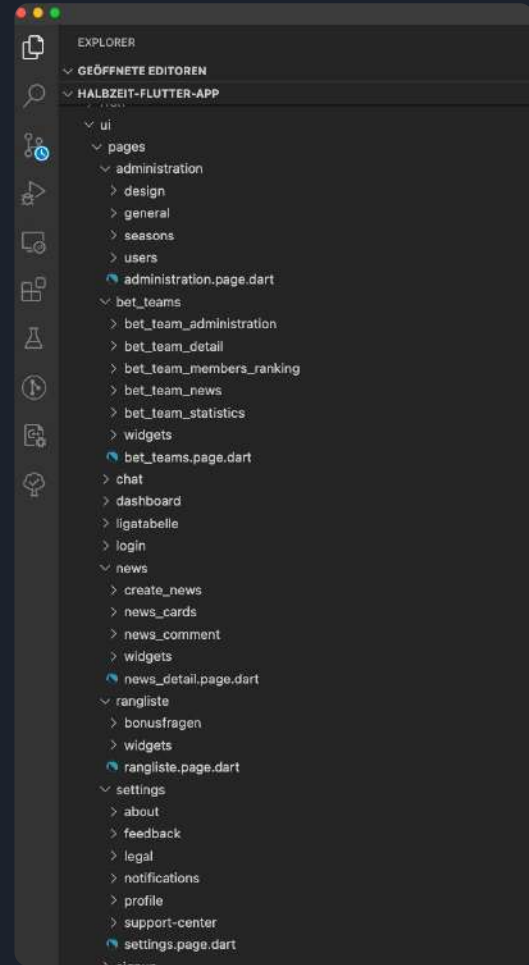 EXPLORER
GEÖFFNETE EDITOREN
HALBZEIT-FLUTTER-APP
ui
pages
administration
design
general
seasons
users
administration.page.dart
bet_teams
bet_team_administration
bet_team_detail
bet_team_members_ranking
bet_team_news
bet_team_statistics
widgets
bet_teams.page.dart
chat
dashboard
ligatabelle
login
news
create_news
news_cards
news_comment
widgets
news_detail.page.dart
rangliste
bonusfragen
widgets
rangliste.page.dart
settings
about
feedback
legal
notifications
profile
support-center
settings.page.dart